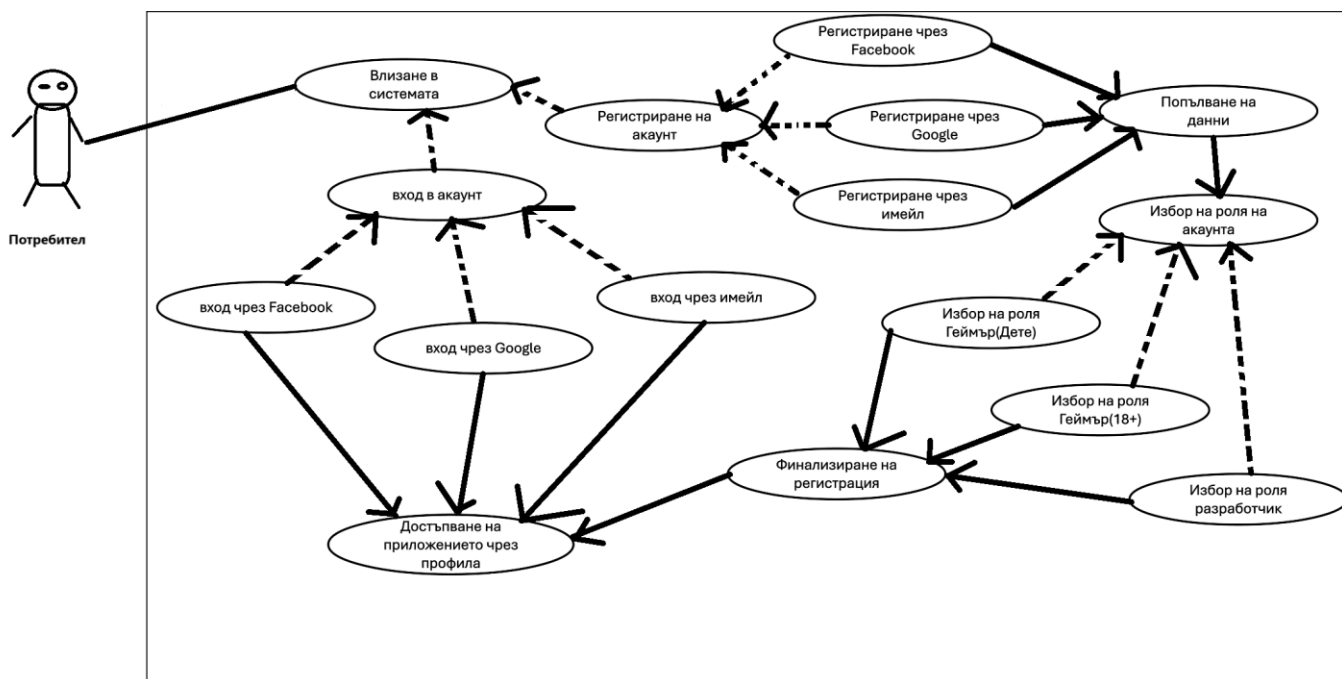 Регистриране чрез
Facebook
Влизане в
системата
Регистриране на
акаунт
Регистриране чрез
Google
Попълване на
данни
вход в акаунт
Регистриране чрез
имейл
Избор на роля на
акаунта
Потребител
вход чрез Facebook
вход чрез имейл
вход чрез Google
Избор на роля
Геймър(Дете)
Избор на роля
Геймър(18+)
Финализиране на
регистрация
Избор на роля
разработчик
Достъпване на
приложението чрез
профила